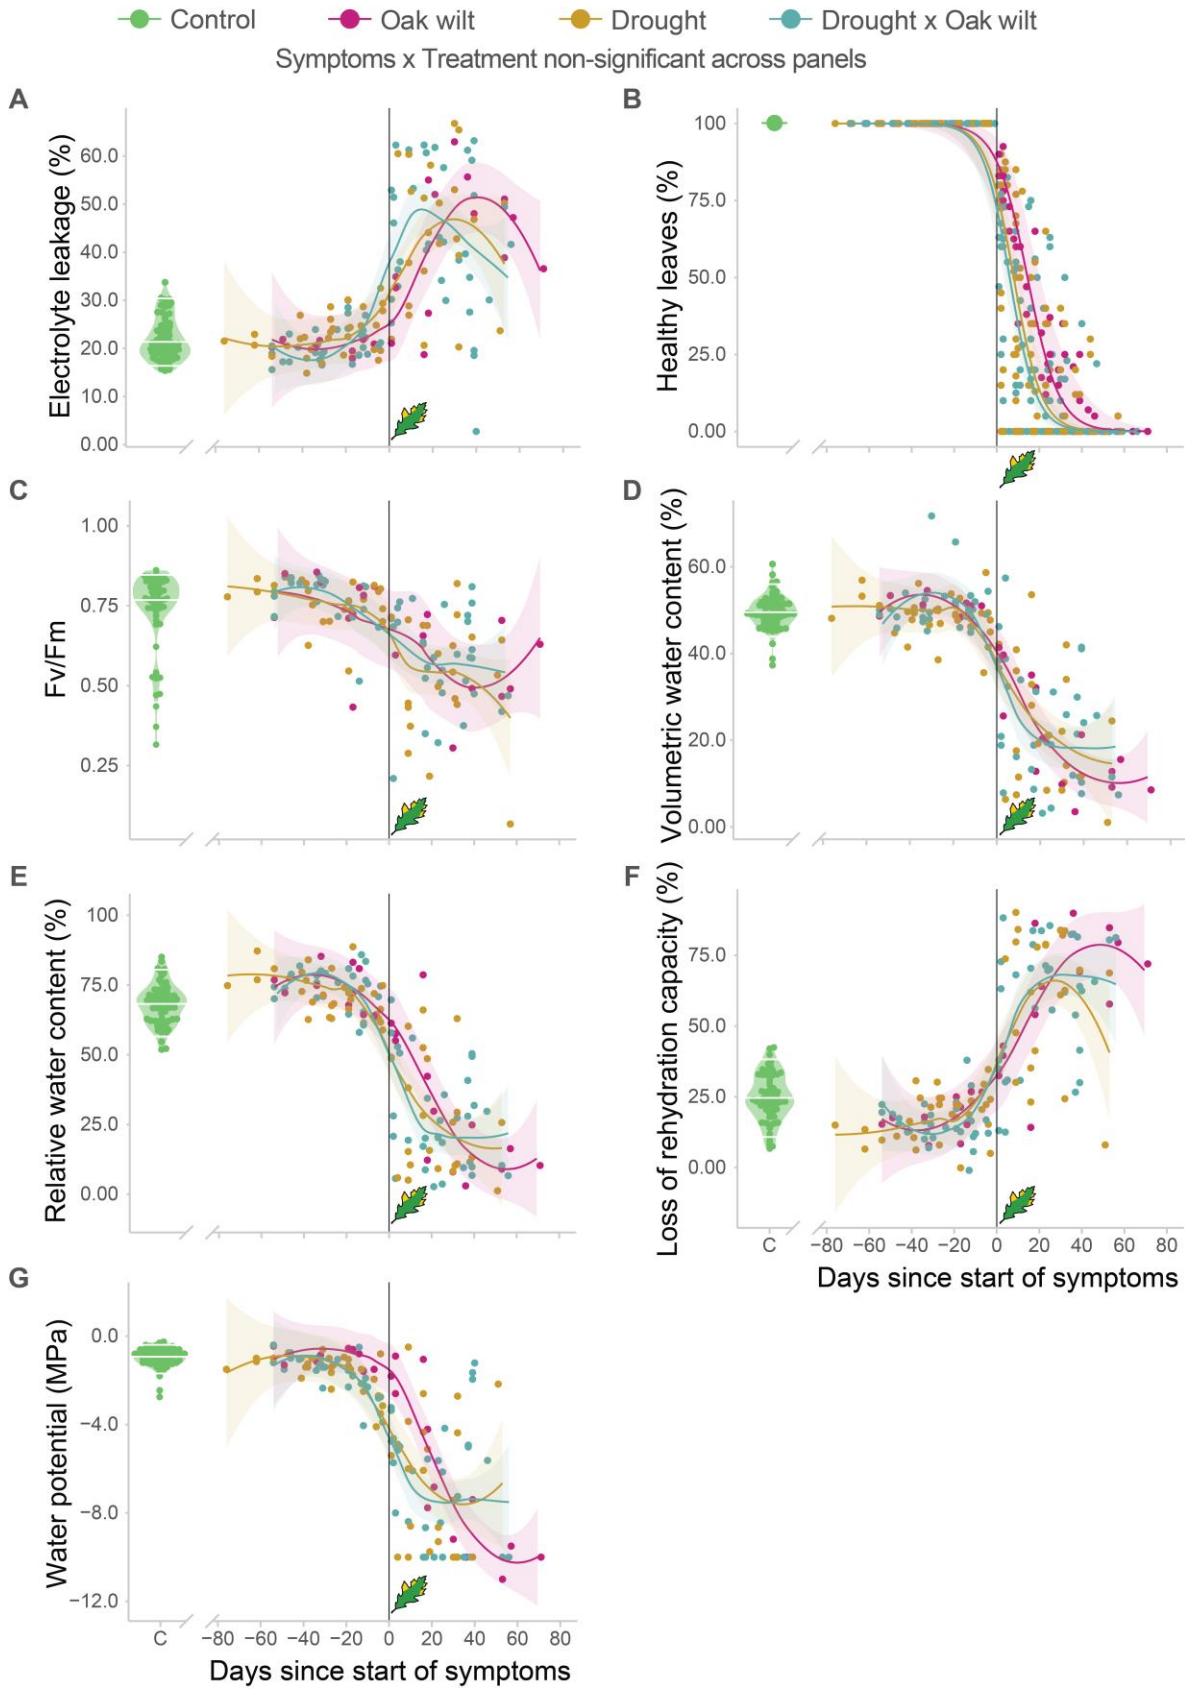 Control Oak wilt Drought Drought x Oak wilt
Symptoms x Treatment non-significant across panels
A
Electrolyte leakage (%)
60.0
50.0
40.0
30.0
20.0
10.0
0.00
B
Healthy leaves (%)
100
75.0
50.0
25.0
0.00
C
Fv/Fm
1.00
0.75
0.50
0.25
D
Volumetric water content (%)
60.0
40.0
20.0
0.00
E
Relative water content (%)
100
75.0
50.0
25.0
0.00
F
Loss of rehydration capacity (%)
75.0
50.0
25.0
0.00
C −80 −60 −40 −20 0 20 40 60 80
Days since start of symptoms
G
Water potential (MPa)
0.0
−4.0
−8.0
−12.0
C −80 −60 −40 −20 0 20 40 60 80
Days since start of symptoms